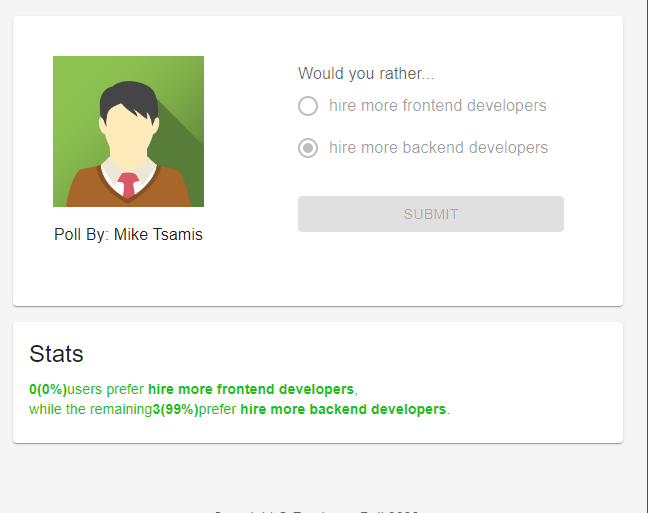 Would you rather...
hire more frontend developers
hire more backend developers
SUBMIT
Poll By: Mike Tsamis
Stats
0(0%)users prefer hire more frontend developers,
while the remaining3(99%)prefer hire more backend developers.